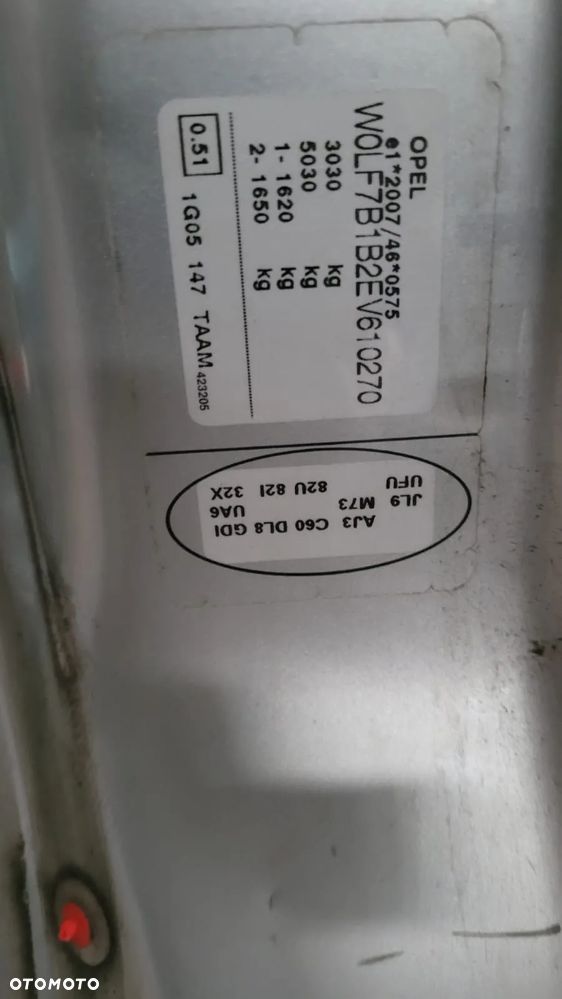 OPEL
e1*2007/46*0575
W0LF7B1B2EV610270
3030 kg
5030 kg
1- 1620 kg
2- 1650 kg
0.51 1G05 147 TAAM 423205
AJ3 C60 DL8 GDI
JL9 M73 UA6
UFU 82U 82I 32X
OTOMOTO